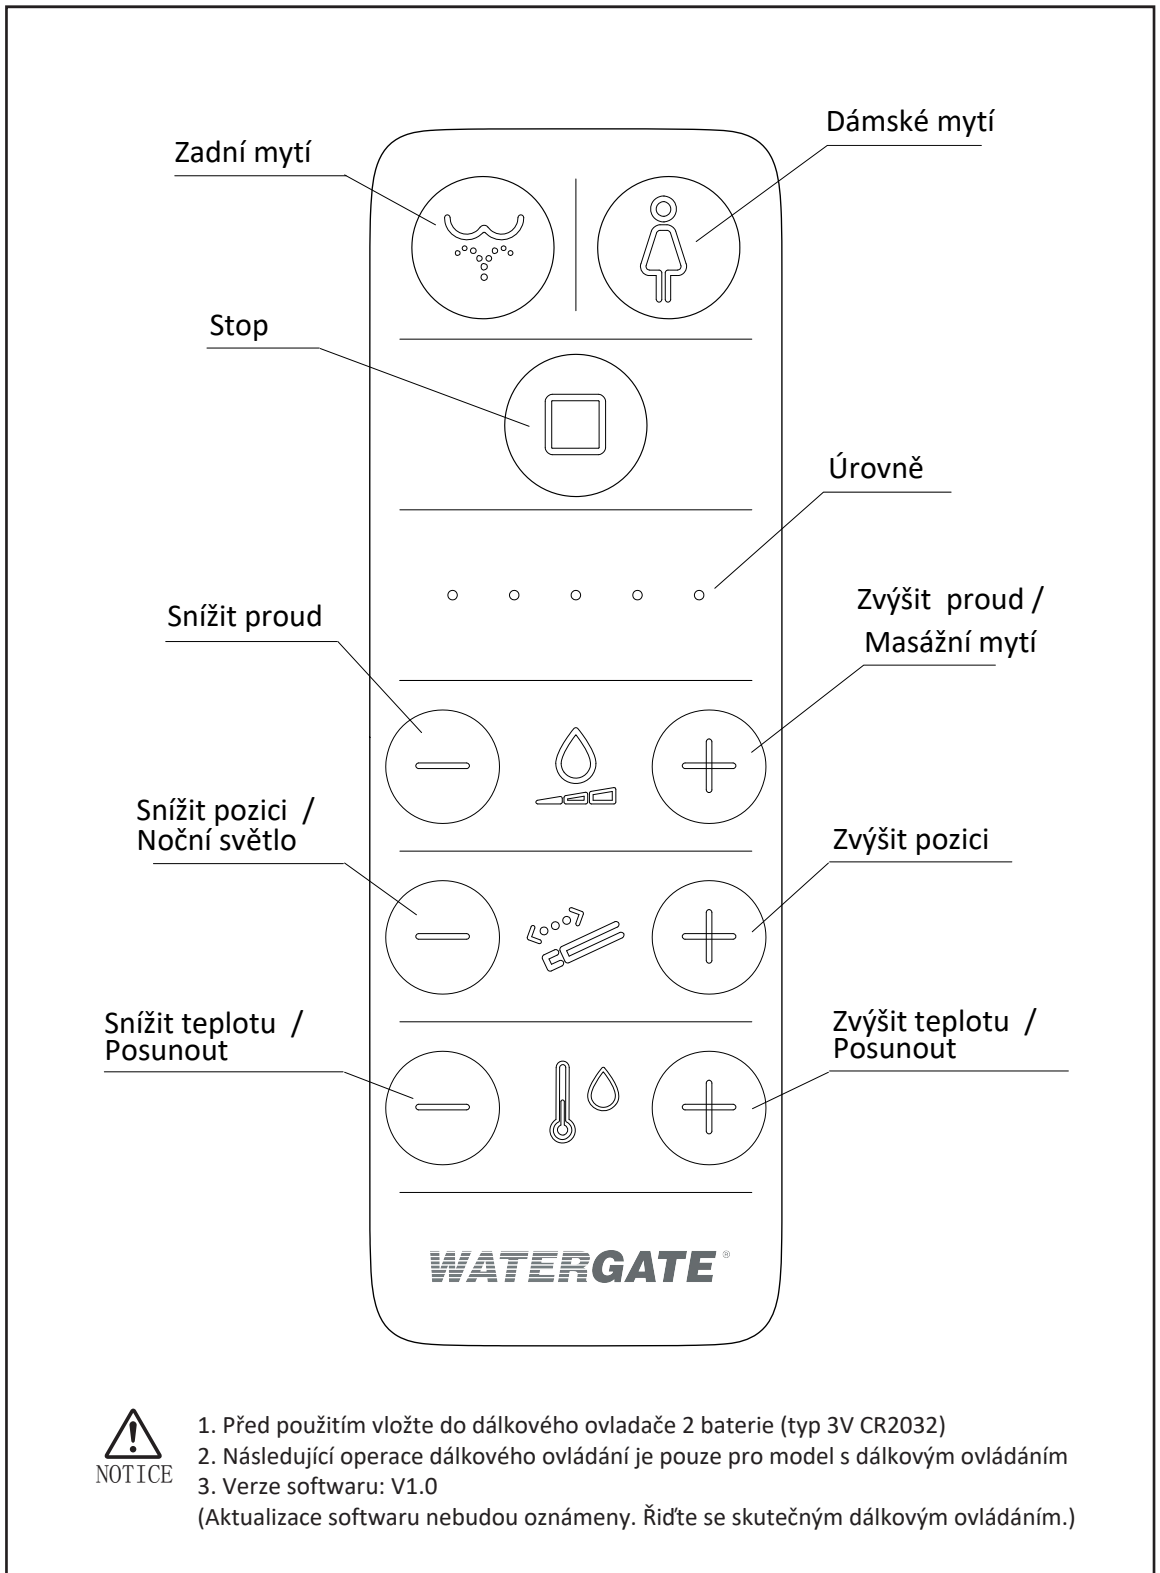 Dámské mytí
Zadní mytí
Stop
Úrovně
Zvýšit proud /
Masážní mytí
Snížit proud
Snížit pozici /
Noční světlo
Zvýšit pozici
Snížit teplotu /
Posunout
Zvýšit teplotu /
Posunout
WATERGATE®
NOTICE
1. Před použitím vložte do dálkového ovladače 2 baterie (typ 3V CR2032)
2. Následující operace dálkového ovládání je pouze pro model s dálkovým ovládáním
3. Verze softwaru: V1.0
(Aktualizace softwaru nebudou oznámeny. Řiďte se skutečným dálkovým ovládáním.)